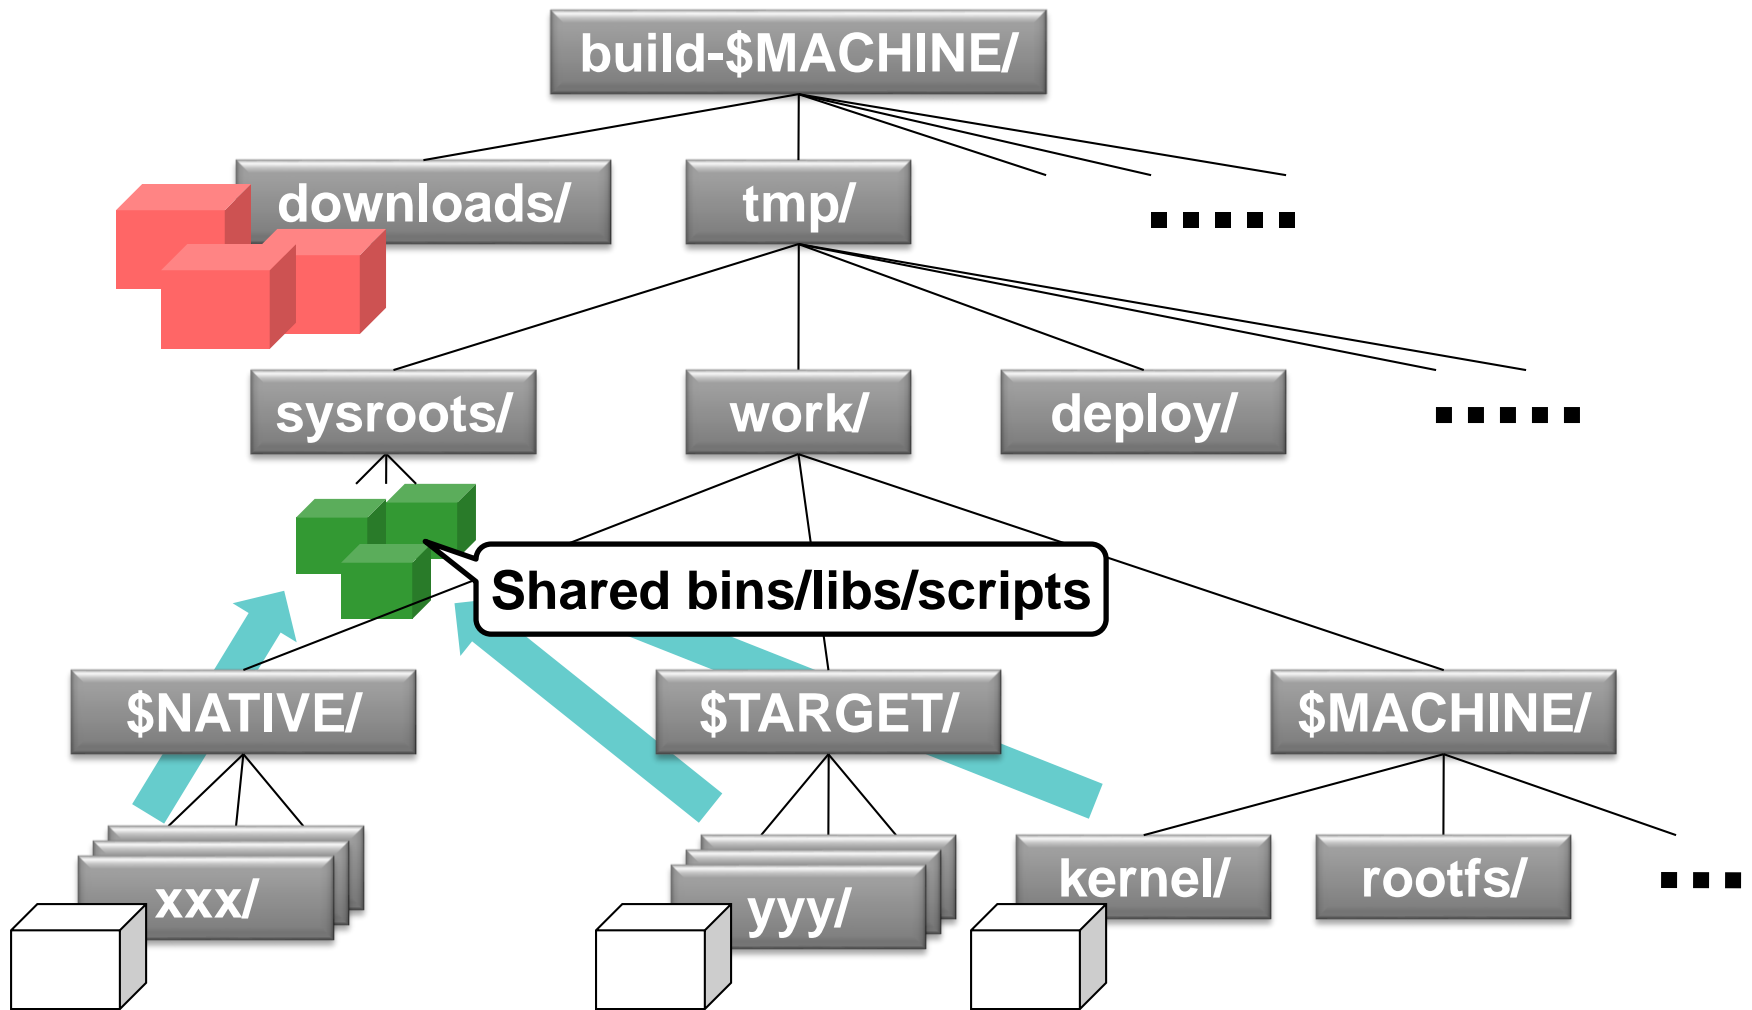 build-$MACHINE/
downloads/
tmp/
.....
sysroots/
work/
deploy/
.....
Shared bins/libs/scripts
$NATIVE/
$TARGET/
$MACHINE/
xxx/
yyy/
kernel/
rootfs/
...